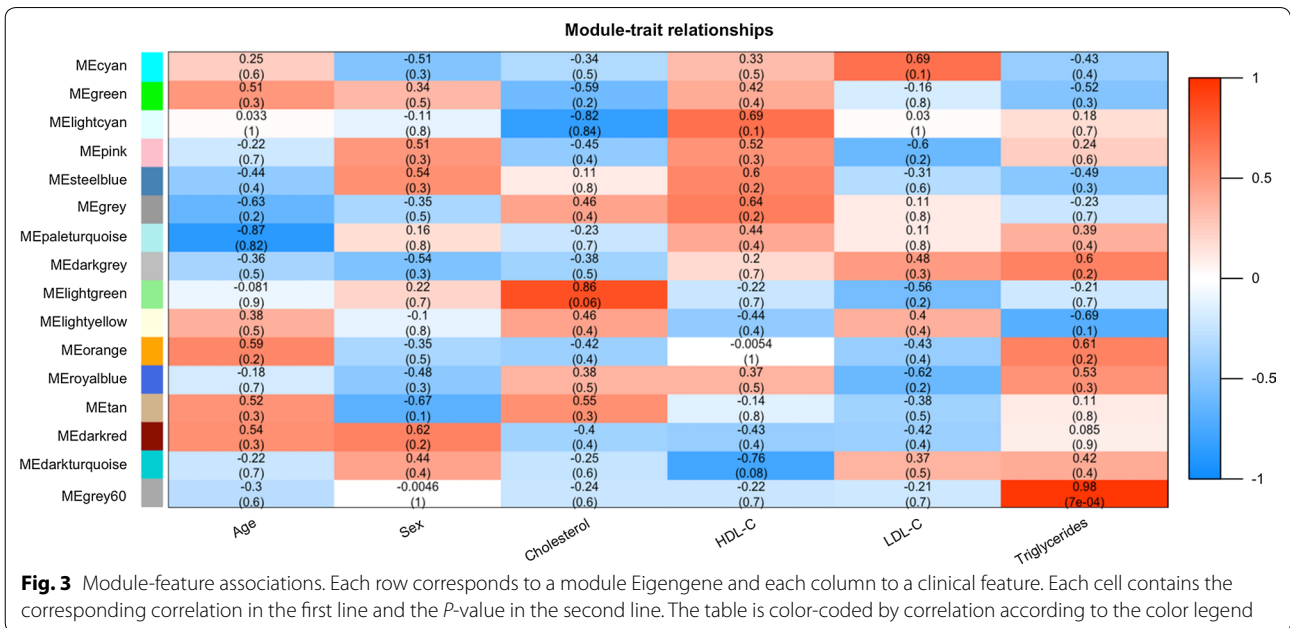 Module-trait relationships
MEcyan 0.25 -0.51 -0.34 0.33 0.69 -0.43
(0.6) (0.3) (0.5) (0.5) (0.1) (0.4)
MEgreen 0.51 0.34 -0.59 0.42 -0.16 -0.52
(0.3) (0.5) (0.2) (0.4) (0.8) (0.3)
MElightcyan 0.033 -0.11 -0.82 0.69 0.03 0.18
(1) (0.8) (0.84) (0.1) (1) (0.7)
MEpink -0.22 0.51 -0.45 0.52 -0.6 0.24
(0.7) (0.3) (0.4) (0.3) (0.2) (0.6)
MEsteelblue -0.44 0.54 0.11 0.6 -0.31 -0.49
(0.4) (0.3) (0.8) (0.2) (0.6) (0.3)
MEgrey -0.63 -0.35 0.46 0.64 0.11 -0.23
(0.2) (0.5) (0.4) (0.2) (0.8) (0.7)
MEpaleturquoise -0.87 0.16 -0.23 0.44 0.11 0.39
(0.82) (0.8) (0.7) (0.4) (0.8) (0.4)
MEdarkgrey -0.36 -0.54 -0.38 0.2 0.48 0.6
(0.5) (0.3) (0.5) (0.7) (0.3) (0.2)
MElightgreen -0.081 0.22 0.86 -0.22 -0.56 -0.21
(0.9) (0.7) (0.06) (0.7) (0.2) (0.7)
MElightyellow 0.38 -0.1 0.46 -0.44 0.4 -0.69
(0.5) (0.8) (0.4) (0.4) (0.4) (0.1)
MEorange 0.59 -0.35 -0.42 -0.0054 -0.43 0.61
(0.2) (0.5) (0.4) (1) (0.4) (0.2)
MEroyalblue -0.18 -0.48 0.38 0.37 -0.62 0.53
(0.7) (0.3) (0.5) (0.5) (0.2) (0.3)
MEtan 0.52 -0.67 0.55 -0.14 -0.38 0.11
(0.3) (0.1) (0.3) (0.8) (0.5) (0.8)
MEdarkred 0.54 0.62 -0.4 -0.43 -0.42 0.085
(0.3) (0.2) (0.4) (0.4) (0.4) (0.9)
MEdarkturquoise -0.22 0.44 -0.25 -0.76 0.37 0.42
(0.7) (0.4) (0.6) (0.08) (0.5) (0.4)
MEgrey60 -0.3 -0.0046 -0.24 -0.22 -0.21 0.98
(0.6) (1) (0.6) (0.7) (0.7) (7e-04)
Age Sex Cholesterol HDL-C LDL-C Triglycerides
1
0.5
0
-0.5
-1
Fig. 3 Module-feature associations. Each row corresponds to a module Eigengene and each column to a clinical feature. Each cell contains the
corresponding correlation in the first line and the P-value in the second line. The table is color-coded by correlation according to the color legend